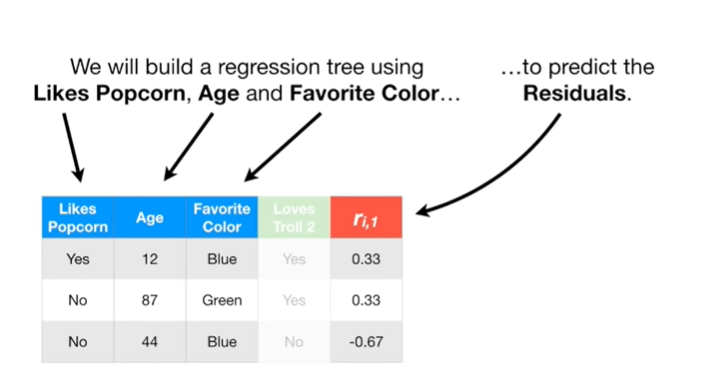 We will build a regression tree using
Likes Popcorn, Age and Favorite Color…
…to predict the
Residuals.
Likes Popcorn Age Favorite Color Loves Troll 2 ri,1
Yes 12 Blue Yes 0.33
No 87 Green Yes 0.33
No 44 Blue No -0.67